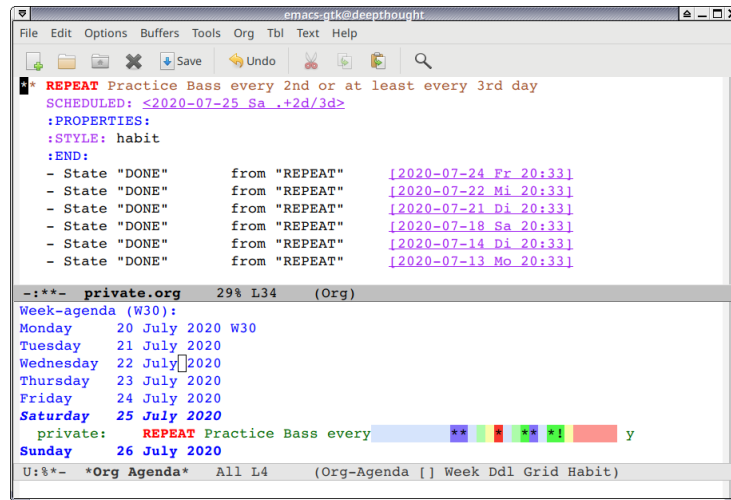 emacs-gtk@deepthought
File Edit Options Buffers Tools Org Tbl Text Help
Save Undo
** REPEAT Practice Bass every 2nd or at least every 3rd day
SCHEDULED: <2020-07-25 Sa .+2d/3d>
:PROPERTIES:
:STYLE: habit
:END:
- State "DONE" from "REPEAT" [2020-07-24 Fr 20:33]
- State "DONE" from "REPEAT" [2020-07-22 Mi 20:33]
- State "DONE" from "REPEAT" [2020-07-21 Di 20:33]
- State "DONE" from "REPEAT" [2020-07-18 Sa 20:33]
- State "DONE" from "REPEAT" [2020-07-14 Di 20:33]
- State "DONE" from "REPEAT" [2020-07-13 Mo 20:33]
-:**- private.org 29% L34 (Org)
Week-agenda (W30):
Monday 20 July 2020 W30
Tuesday 21 July 2020
Wednesday 22 July 2020
Thursday 23 July 2020
Friday 24 July 2020
Saturday 25 July 2020
private: REPEAT Practice Bass every ** * ** *! y
Sunday 26 July 2020
U:%*- *Org Agenda* All L4 (Org-Agenda [] Week Ddl Grid Habit)